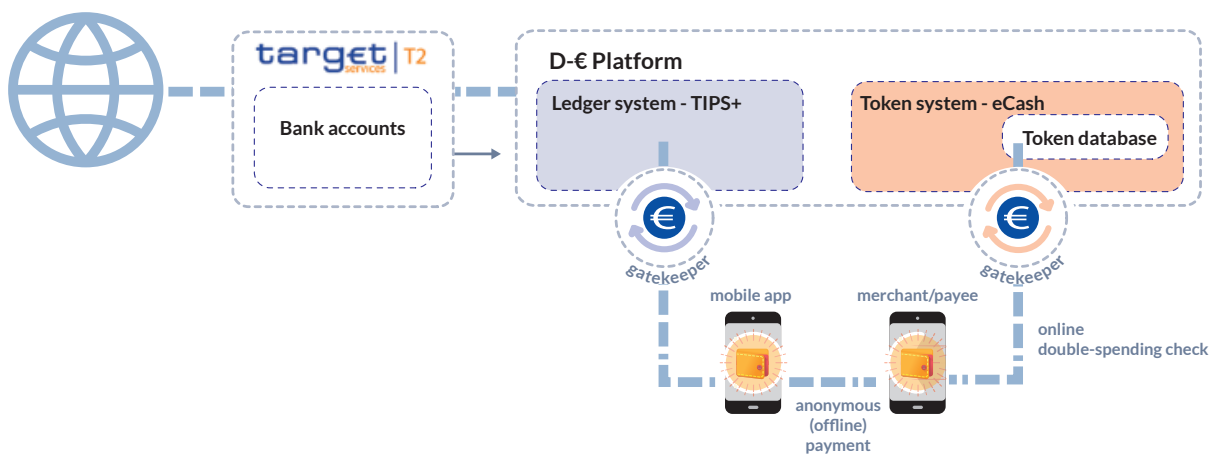 target | T2
services
Bank accounts
D-€ Platform
Ledger system - TIPS+
Token system - eCash
Token database
€
€
gatekeeper
gatekeeper
mobile app
merchant/payee
online
double-spending check
anonymous
(offline)
payment